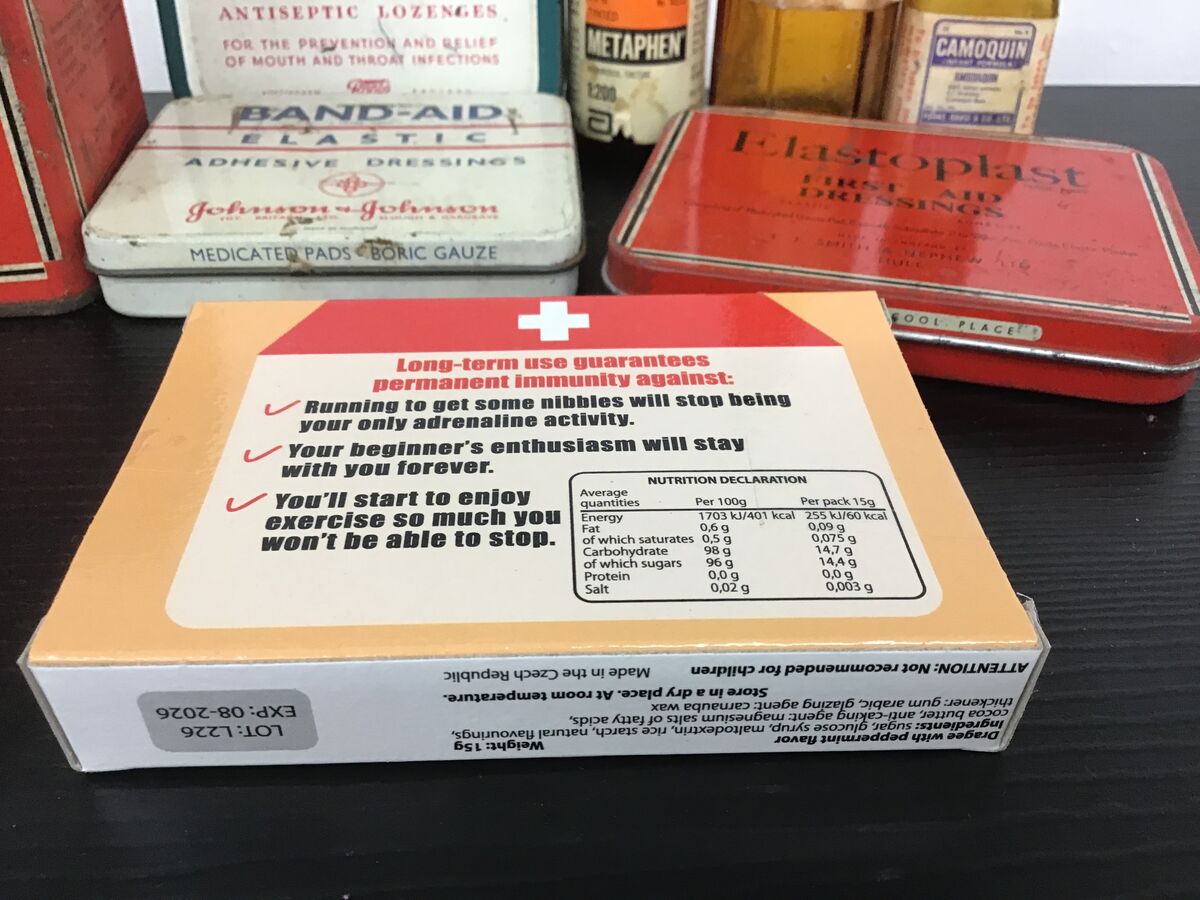 ANTISEPTIC LOZENGES
FOR THE PREVENTION AND RELIEF
OF MOUTH AND THROAT INFECTIONS
METAPHEN
1:200
CAMOQUIN
BAND-AID
ELASTIC
ADHESIVE DRESSINGS
Johnson & Johnson
MEDICATED PADS BORIC GAUZE
Elastoplast
FIRST AID
DRESSINGS
T. J. SMITH & NEPHEW LTD
HULL
COOL PLACE
Long-term use guarantees
permanent immunity against:
Running to get some nibbles will stop being
your only adrenaline activity.
Your beginner's enthusiasm will stay
with you forever.
You'll start to enjoy
exercise so much you
won't be able to stop.
NUTRITION DECLARATION
Average
quantities Per 100g Per pack 15g
Energy 1703 kJ/401 kcal 255 kJ/60 kcal
Fat 0,6 g 0,09 g
of which saturates 0,5 g 0,075 g
Carbohydrate 98 g 14,7 g
of which sugars 96 g 14,4 g
Protein 0,0 g 0,0 g
Salt 0,02 g 0,003 g
Dragee with peppermint flavor Weight: 15g
Ingredients: sugar, glucose syrup, maltodextrin, rice starch, natural flavourings,
cocoa butter, anti-caking agent: magnesium salts of fatty acids,
thickener: gum arabic, glazing agent: carnauba wax
Store in a dry place. At room temperature.
ATTENTION: Not recommended for children Made in the Czech Republic
LOT: L226
EXP: 08-2026